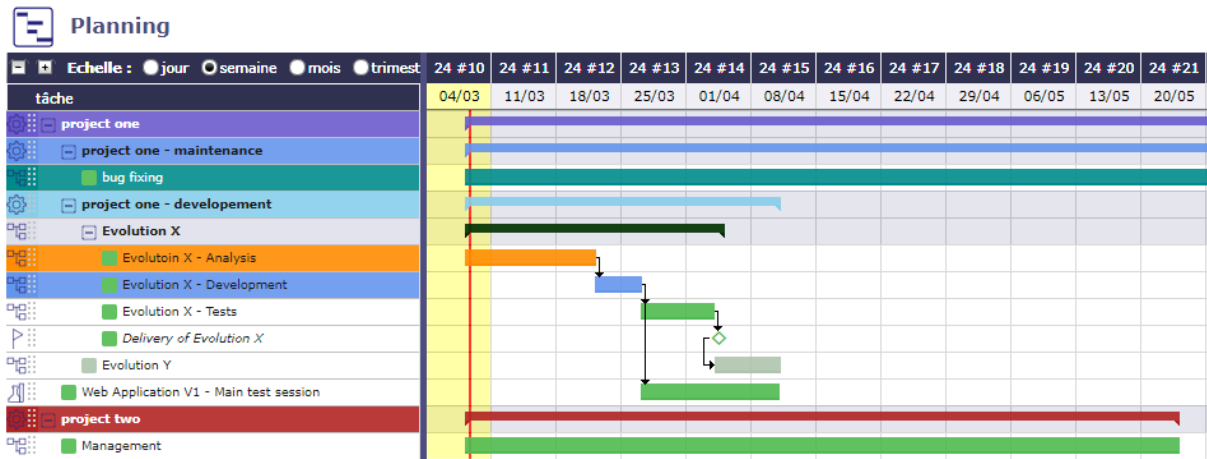 Planning
Echelle : jour semaine mois trimest 24 #10 24 #11 24 #12 24 #13 24 #14 24 #15 24 #16 24 #17 24 #18 24 #19 24 #20 24 #21
tâche 04/03 11/03 18/03 25/03 01/04 08/04 15/04 22/04 29/04 06/05 13/05 20/05
project one
project one - maintenance
bug fixing
project one - developement
Evolution X
Evolutoin X - Analysis
Evolution X - Development
Evolution X - Tests
Delivery of Evolution X
Evolution Y
Web Application V1 - Main test session
project two
Management